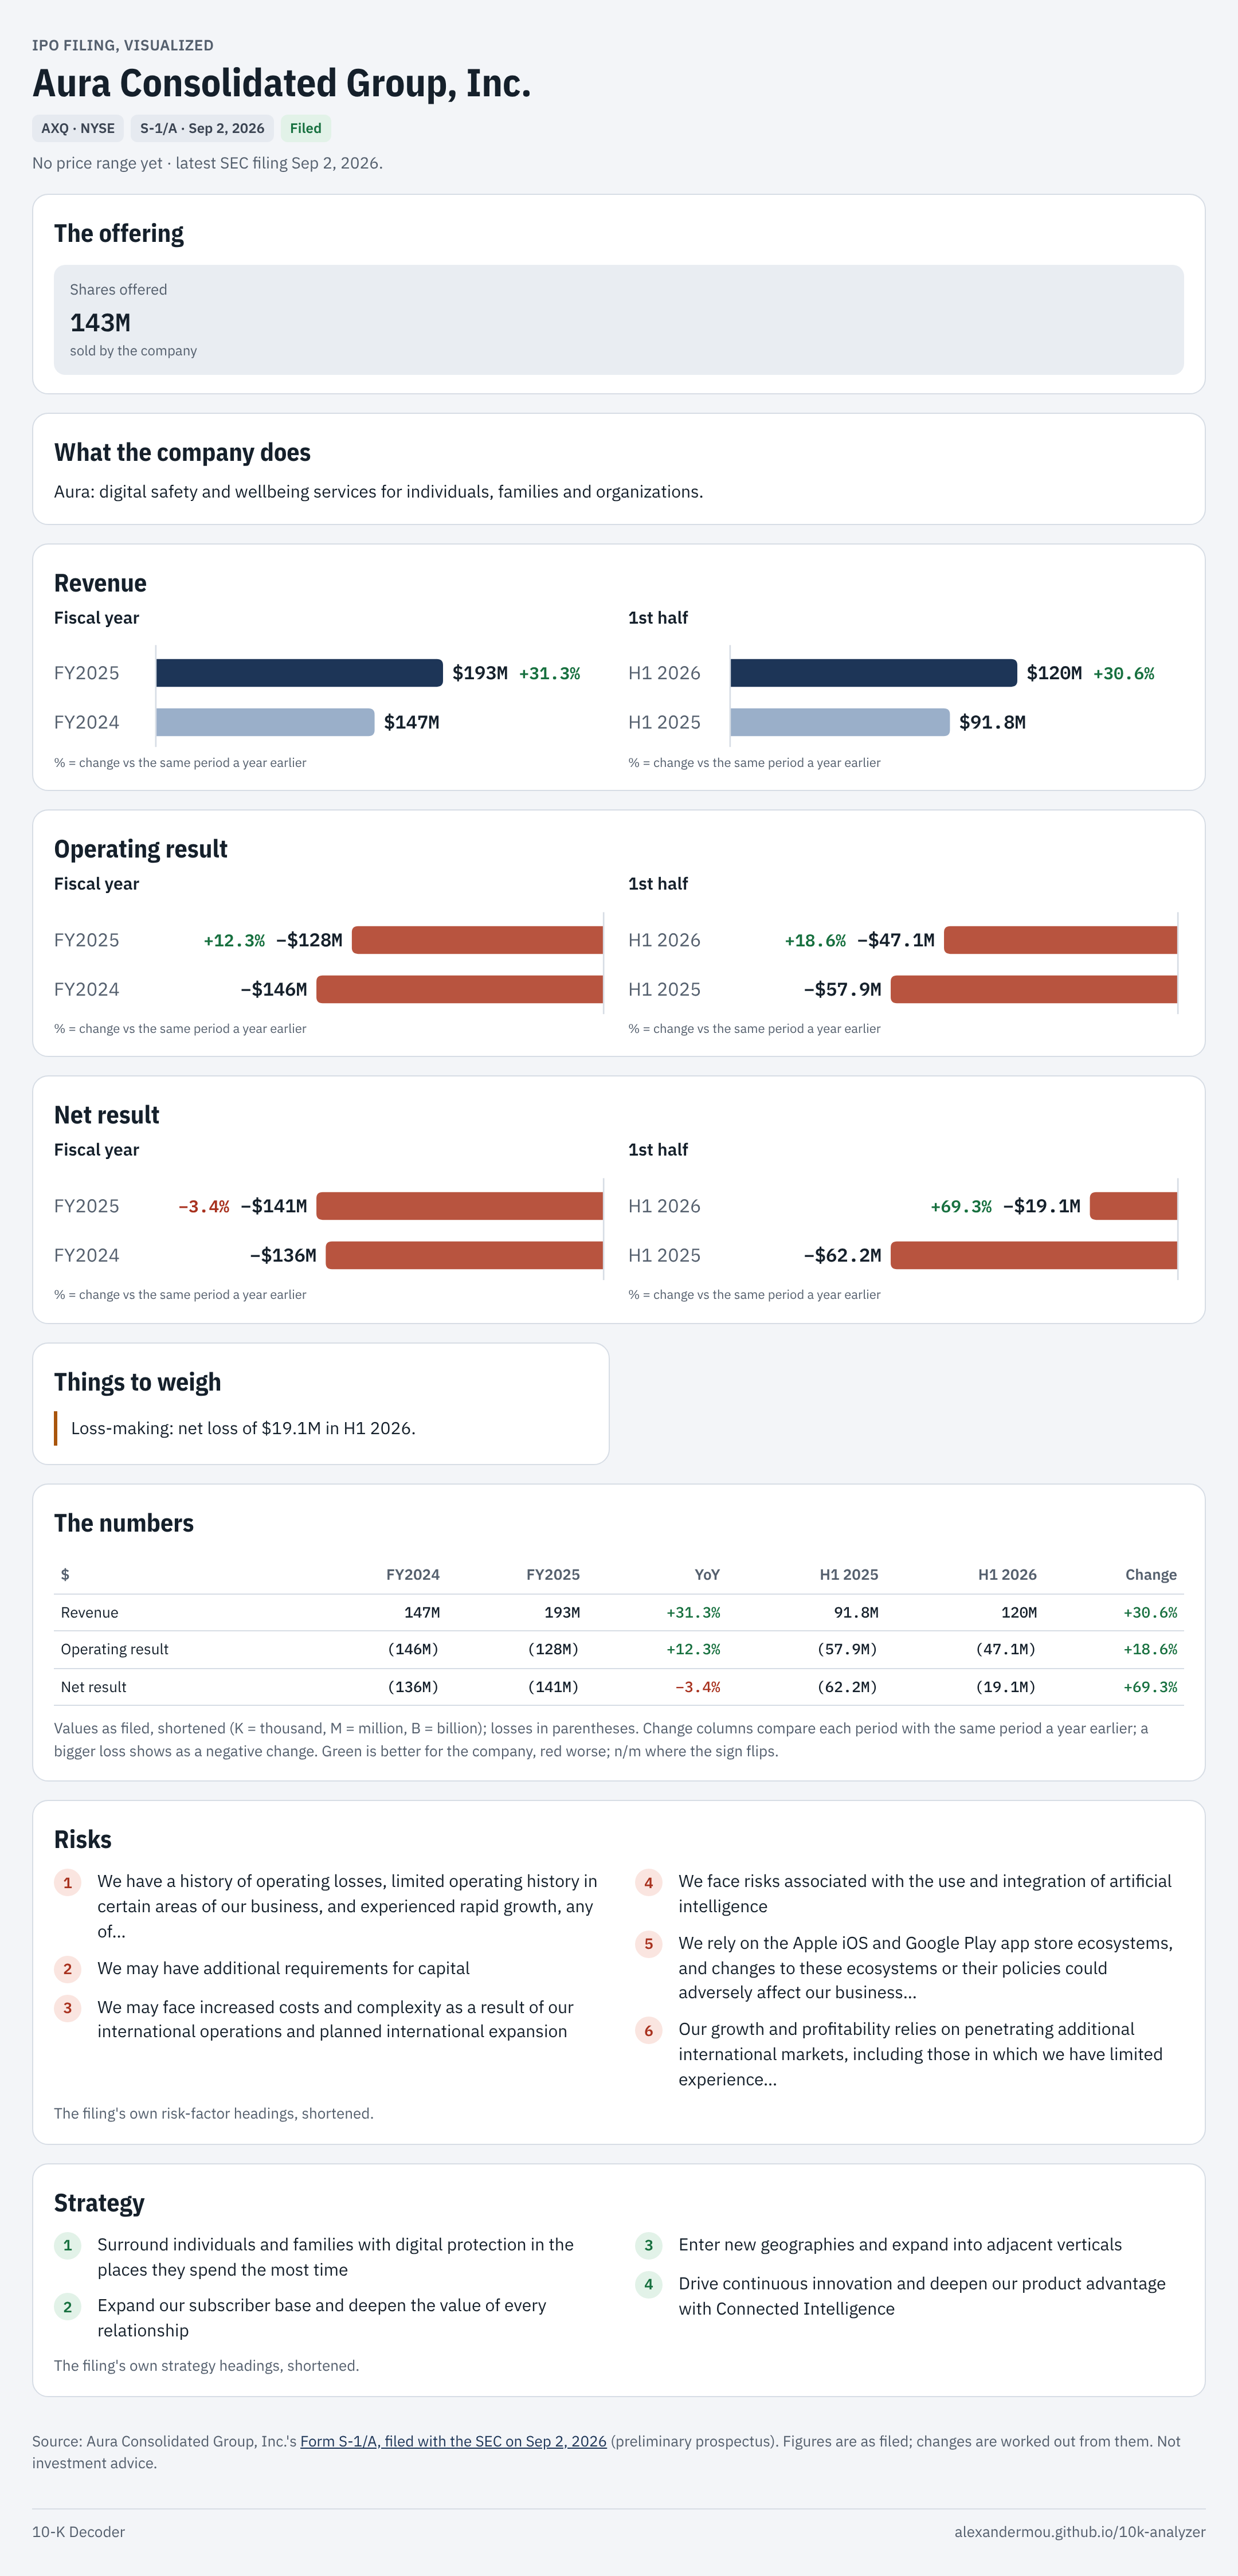 IPO FILING, VISUALIZED
Aura Consolidated Group, Inc.
AXQ · NYSE
S-1/A · Sep 2, 2026
Filed
No price range yet · latest SEC filing Sep 2, 2026.
The offering
Shares offered
143M
sold by the company
What the company does
Aura: digital safety and wellbeing services for individuals, families and organizations.
Revenue
Fiscal year
FY2025 $193M +31.3%
FY2024 $147M
% = change vs the same period a year earlier
1st half
H1 2026 $120M +30.6%
H1 2025 $91.8M
% = change vs the same period a year earlier
Operating result
Fiscal year
FY2025 +12.3% −$128M
FY2024 −$146M
% = change vs the same period a year earlier
1st half
H1 2026 +18.6% −$47.1M
H1 2025 −$57.9M
% = change vs the same period a year earlier
Net result
Fiscal year
FY2025 −3.4% −$141M
FY2024 −$136M
% = change vs the same period a year earlier
1st half
H1 2026 +69.3% −$19.1M
H1 2025 −$62.2M
% = change vs the same period a year earlier
Things to weigh
Loss-making: net loss of $19.1M in H1 2026.
The numbers
$ FY2024 FY2025 YoY H1 2025 H1 2026 Change
Revenue 147M 193M +31.3% 91.8M 120M +30.6%
Operating result (146M) (128M) +12.3% (57.9M) (47.1M) +18.6%
Net result (136M) (141M) −3.4% (62.2M) (19.1M) +69.3%
Values as filed, shortened (K = thousand, M = million, B = billion); losses in parentheses. Change columns compare each period with the same period a year earlier; a
bigger loss shows as a negative change. Green is better for the company, red worse; n/m where the sign flips.
Risks
1 We have a history of operating losses, limited operating history in
certain areas of our business, and experienced rapid growth, any
of…
2 We may have additional requirements for capital
3 We may face increased costs and complexity as a result of our
international operations and planned international expansion
4 We face risks associated with the use and integration of artificial
intelligence
5 We rely on the Apple iOS and Google Play app store ecosystems,
and changes to these ecosystems or their policies could
adversely affect our business…
6 Our growth and profitability relies on penetrating additional
international markets, including those in which we have limited
experience…
The filing's own risk-factor headings, shortened.
Strategy
1 Surround individuals and families with digital protection in the
places they spend the most time
2 Expand our subscriber base and deepen the value of every
relationship
3 Enter new geographies and expand into adjacent verticals
4 Drive continuous innovation and deepen our product advantage
with Connected Intelligence
The filing's own strategy headings, shortened.
Source: Aura Consolidated Group, Inc.'s Form S-1/A, filed with the SEC on Sep 2, 2026 (preliminary prospectus). Figures are as filed; changes are worked out from them. Not
investment advice.
10-K Decoder
alexandermou.github.io/10k-analyzer